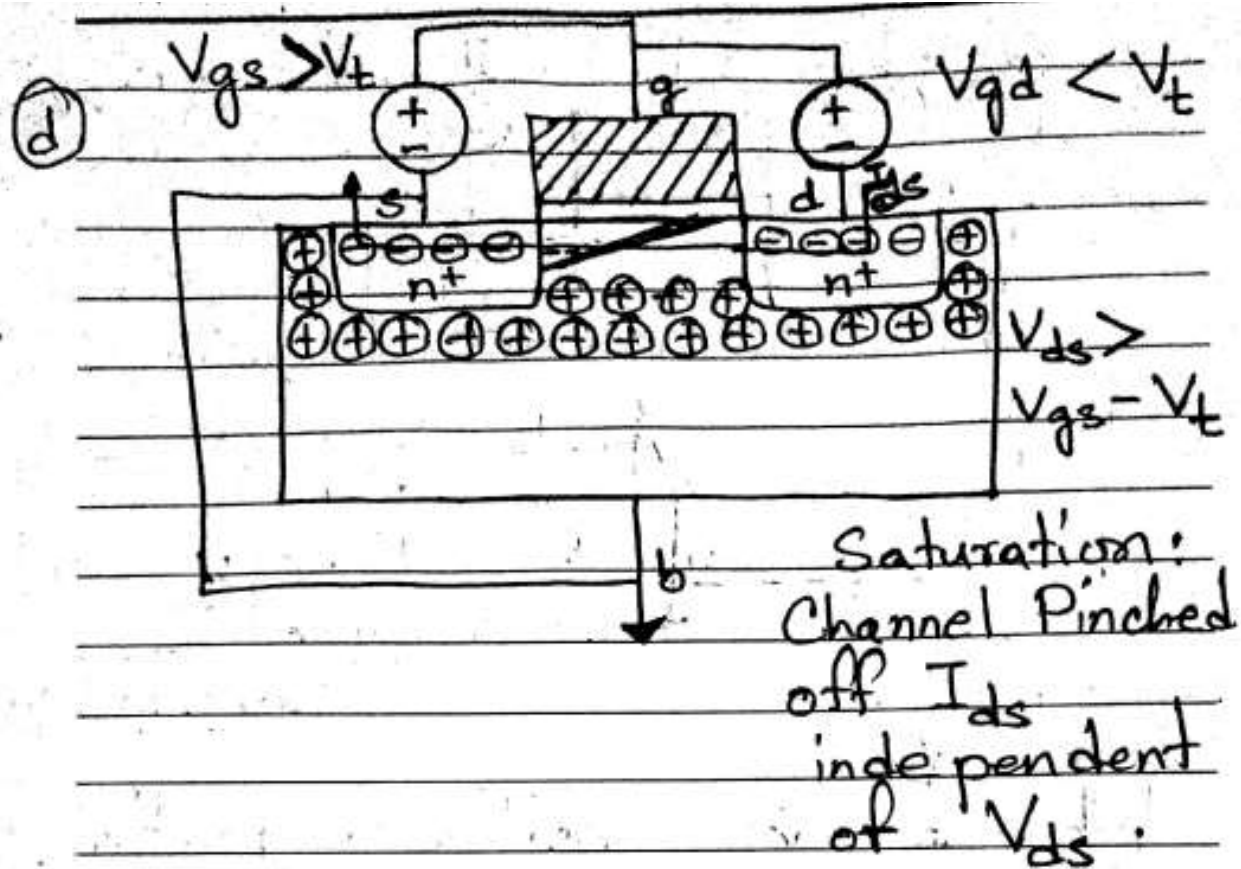 Vgs > Vt
Vgd < Vt
d
+
-
g
+
-
s
d
Ids
+ - - - - - - - - +
+ n+ + + + + n+ +
+ + + + + + + + + + + +
Vds >
Vgs - Vt
b
Saturation:
Channel Pinched
off Ids
independent
of Vds.